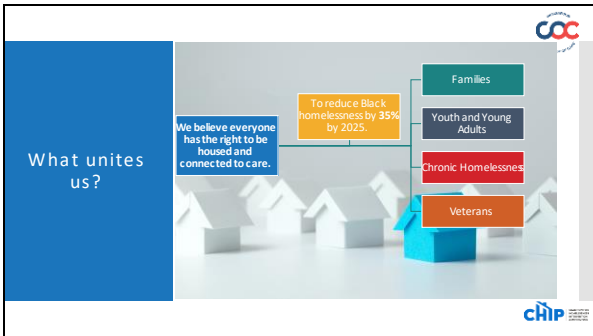 COC
What unites
us?
We believe everyone
has the right to be
housed and
connected to care.
To reduce Black
homelessness by 35%
by 2025.
Families
Youth and Young
Adults
Chronic Homelessness
Veterans
CHIP